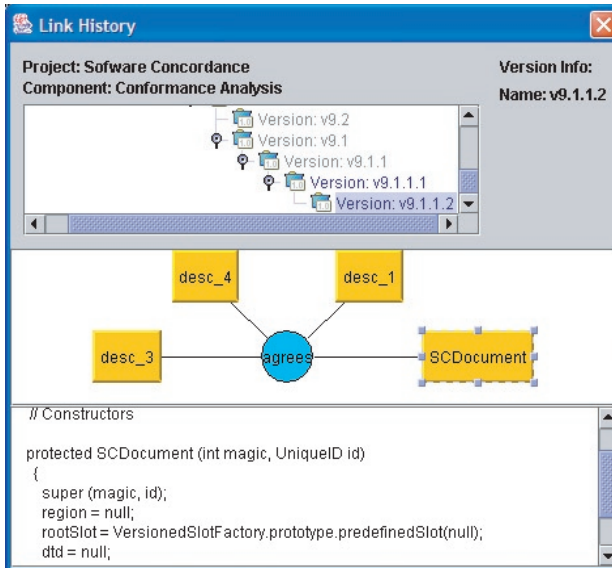 Link History
Project: Sofware Concordance
Component: Conformance Analysis
Version Info:
Name: v9.1.1.2
Version: v9.2
Version: v9.1
Version: v9.1.1
Version: v9.1.1.1
Version: v9.1.1.2
desc_4
desc_1
desc_3
agrees
SCDocument
// Constructors
protected SCDocument (int magic, UniqueID id)
{
super (magic, id);
region = null;
rootSlot = VersionedSlotFactory.prototype.predefinedSlot(null);
dtd = null;